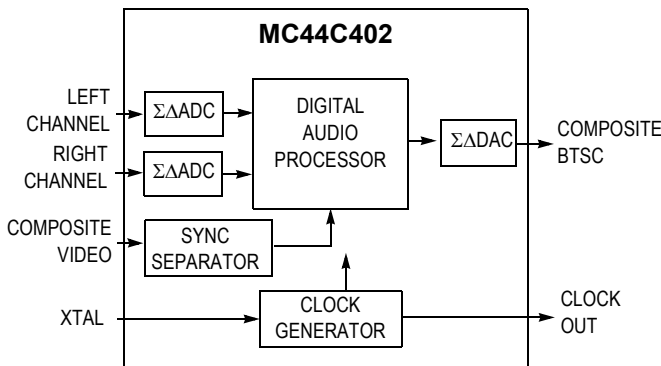 MC44C402
LEFT
CHANNEL
ΣΔADC
DIGITAL
AUDIO
PROCESSOR
ΣΔDAC
COMPOSITE
BTSC
RIGHT
CHANNEL
ΣΔADC
COMPOSITE
VIDEO
SYNC
SEPARATOR
XTAL
CLOCK
GENERATOR
CLOCK
OUT